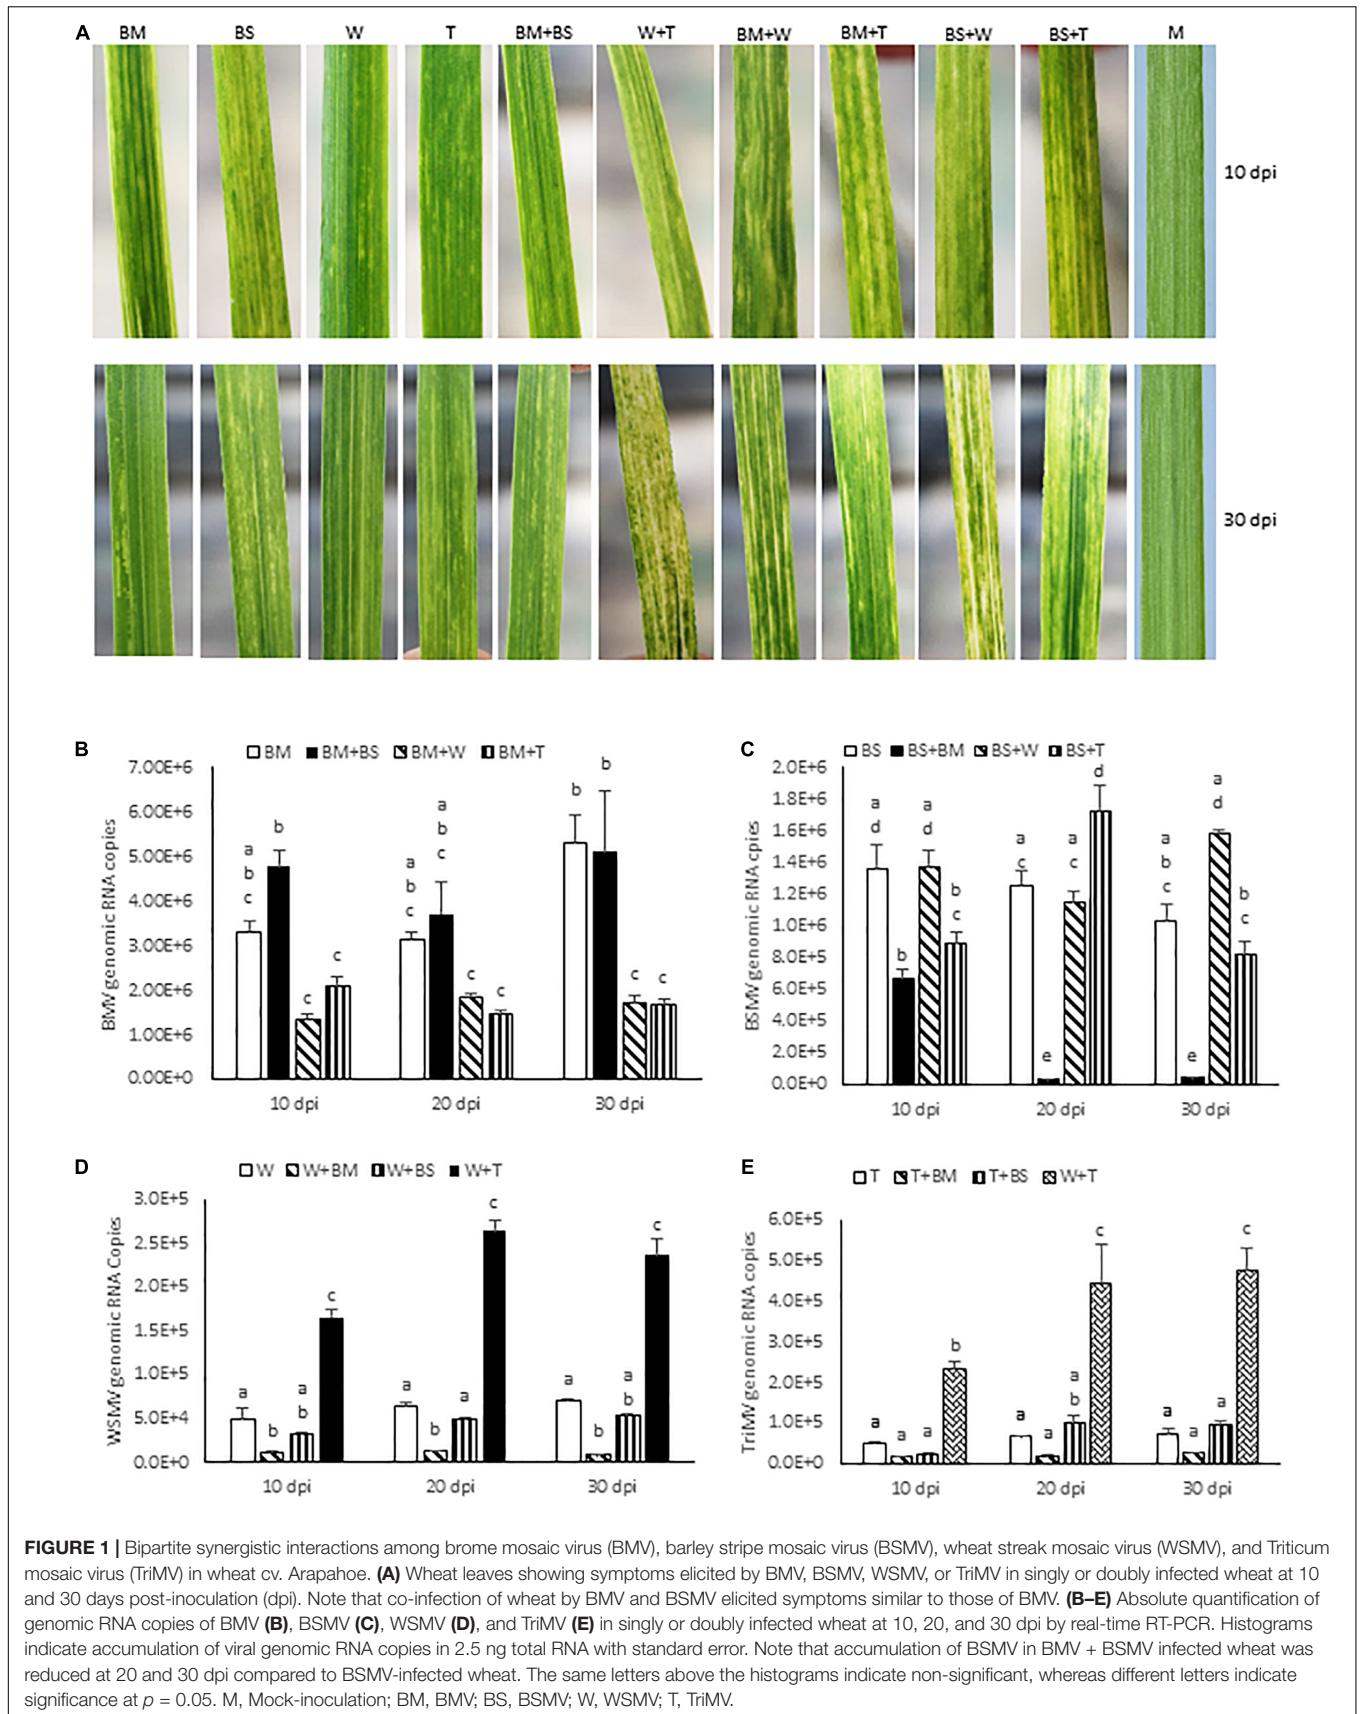 A BM BS W T BM+BS W+T BM+W BM+T BS+W BS+T M
10 dpi
30 dpi
B BM BM+BS BM+W BM+T
BMV genomic RNA copies
7.00E+6
6.00E+6
5.00E+6
4.00E+6
3.00E+6
2.00E+6
1.00E+6
0.00E+0
a b c b c c
a b c a b c c c
b b c c
10 dpi 20 dpi 30 dpi
C BS BS+BM BS+W BS+T
BSMV genomic RNA cpies
2.0E+6
1.8E+6
1.6E+6
1.4E+6
1.2E+6
1.0E+6
8.0E+5
6.0E+5
4.0E+5
2.0E+5
0.0E+0
a d b a d b c
a c e a c d
a b c e a d b c
10 dpi 20 dpi 30 dpi
D W W+BM W+BS W+T
WSMV genomic RNA Copies
3.0E+5
2.5E+5
2.0E+5
1.5E+5
1.0E+5
5.0E+4
0.0E+0
a b a b c
a b a c
a b a b c
10 dpi 20 dpi 30 dpi
E T T+BM T+BS W+T
TriMV genomic RNA copies
6.0E+5
5.0E+5
4.0E+5
3.0E+5
2.0E+5
1.0E+5
0.0E+0
a a a b
a a a b c
a a a c
10 dpi 20 dpi 30 dpi
FIGURE 1 | Bipartite synergistic interactions among brome mosaic virus (BMV), barley stripe mosaic virus (BSMV), wheat streak mosaic virus (WSMV), and Triticum
mosaic virus (TriMV) in wheat cv. Arapahoe. (A) Wheat leaves showing symptoms elicited by BMV, BSMV, WSMV, or TriMV in singly or doubly infected wheat at 10
and 30 days post-inoculation (dpi). Note that co-infection of wheat by BMV and BSMV elicited symptoms similar to those of BMV. (B–E) Absolute quantification of
genomic RNA copies of BMV (B), BSMV (C), WSMV (D), and TriMV (E) in singly or doubly infected wheat at 10, 20, and 30 dpi by real-time RT-PCR. Histograms
indicate accumulation of viral genomic RNA copies in 2.5 ng total RNA with standard error. Note that accumulation of BSMV in BMV + BSMV infected wheat was
reduced at 20 and 30 dpi compared to BSMV-infected wheat. The same letters above the histograms indicate non-significant, whereas different letters indicate
significance at p = 0.05. M, Mock-inoculation; BM, BMV; BS, BSMV; W, WSMV; T, TriMV.